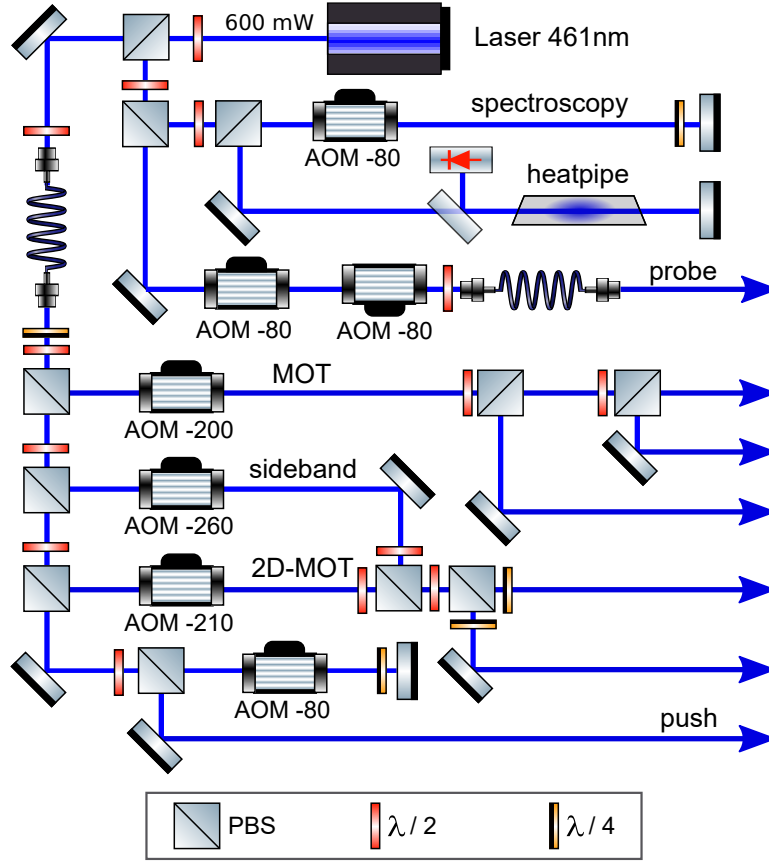 600 mW
Laser 461nm
spectroscopy
AOM -80
heatpipe
probe
AOM -80
AOM -80
MOT
AOM -200
sideband
AOM -260
2D-MOT
AOM -210
AOM -80
push
PBS
λ / 2
λ / 4